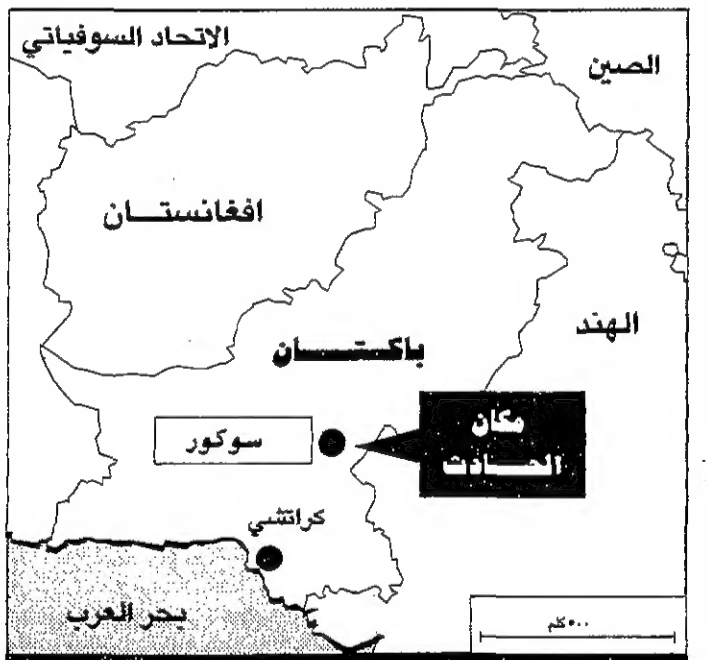 الاتحاد السوفياتي
الصين
افغانستان
الهند
باكستان
مكان
الحادث
سوكور
كراتشي
بحر العرب
٥٠٠ كلم